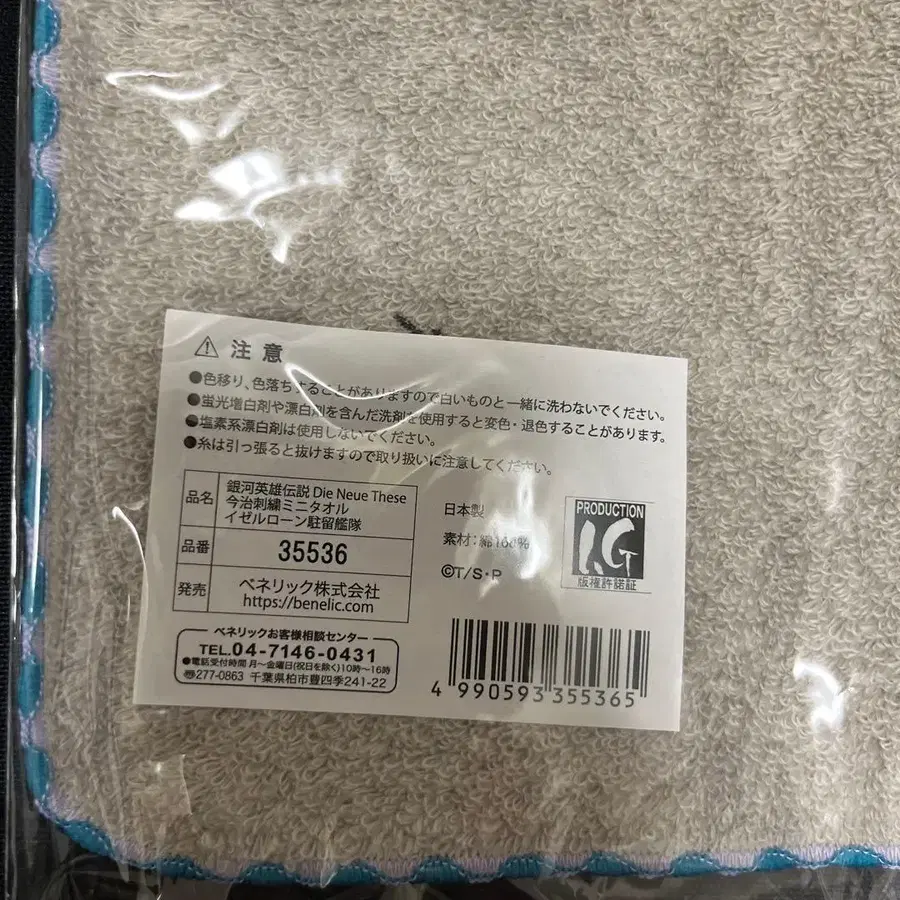 ⚠ 注意
●色移り、色落ちすることがありますので白いものと一緒に洗わないでください。
●蛍光増白剤や漂白剤を含んだ洗剤を使用すると変色・退色することがあります。
●塩素系漂白剤は使用しないでください。
●糸は引っ張ると抜けますので取り扱いに注意してください。
品名
銀河英雄伝説 Die Neue These
今治刺繍ミニタオル
イゼルローン駐留艦隊
品番
35536
発売
ベネリック株式会社
https://benelic.com
ベネリックお客様相談センター
TEL.04-7146-0431
●電話受付時間 月〜金曜日(祝日を除く)10時〜16時
☏277-0863 千葉県柏市豊四季241-22
日本製
素材:綿100%
©T/S・P
PRODUCTION
I.G
版権許諾証
4 990593 355365